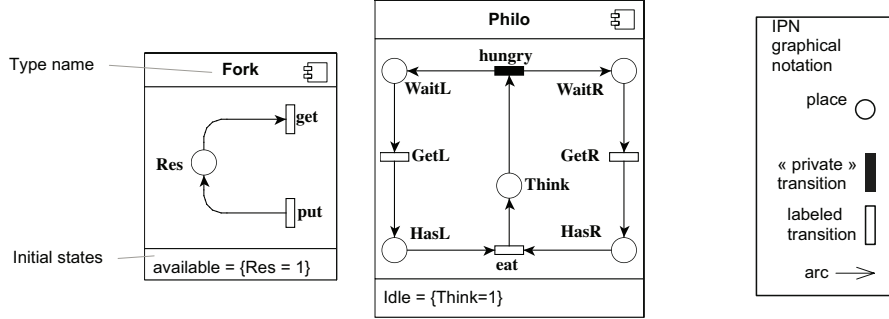 Type name
Fork
get
Res
put
Initial states
available = {Res = 1}
Philo
hungry
WaitL
WaitR
GetL
GetR
Think
HasL
HasR
eat
Idle = {Think=1}
IPN
graphical
notation
place
« private »
transition
labeled
transition
arc